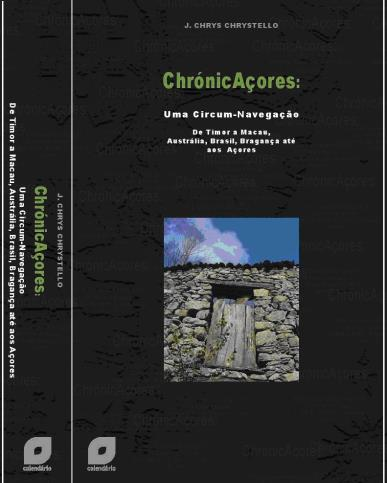 J. CHRYS CHRYSTELLO
ChrónicAçores:
Uma Circum-Navegação
De Timor a Macau,
Austrália, Brasil, Bragança até
aos Açores
calendário
J. CHRYS CHRYSTELLO
ChrónicAçores:
Uma Circum-Navegação
De Timor a Macau, Austrália, Brasil, Bragança até aos Açores
calendário